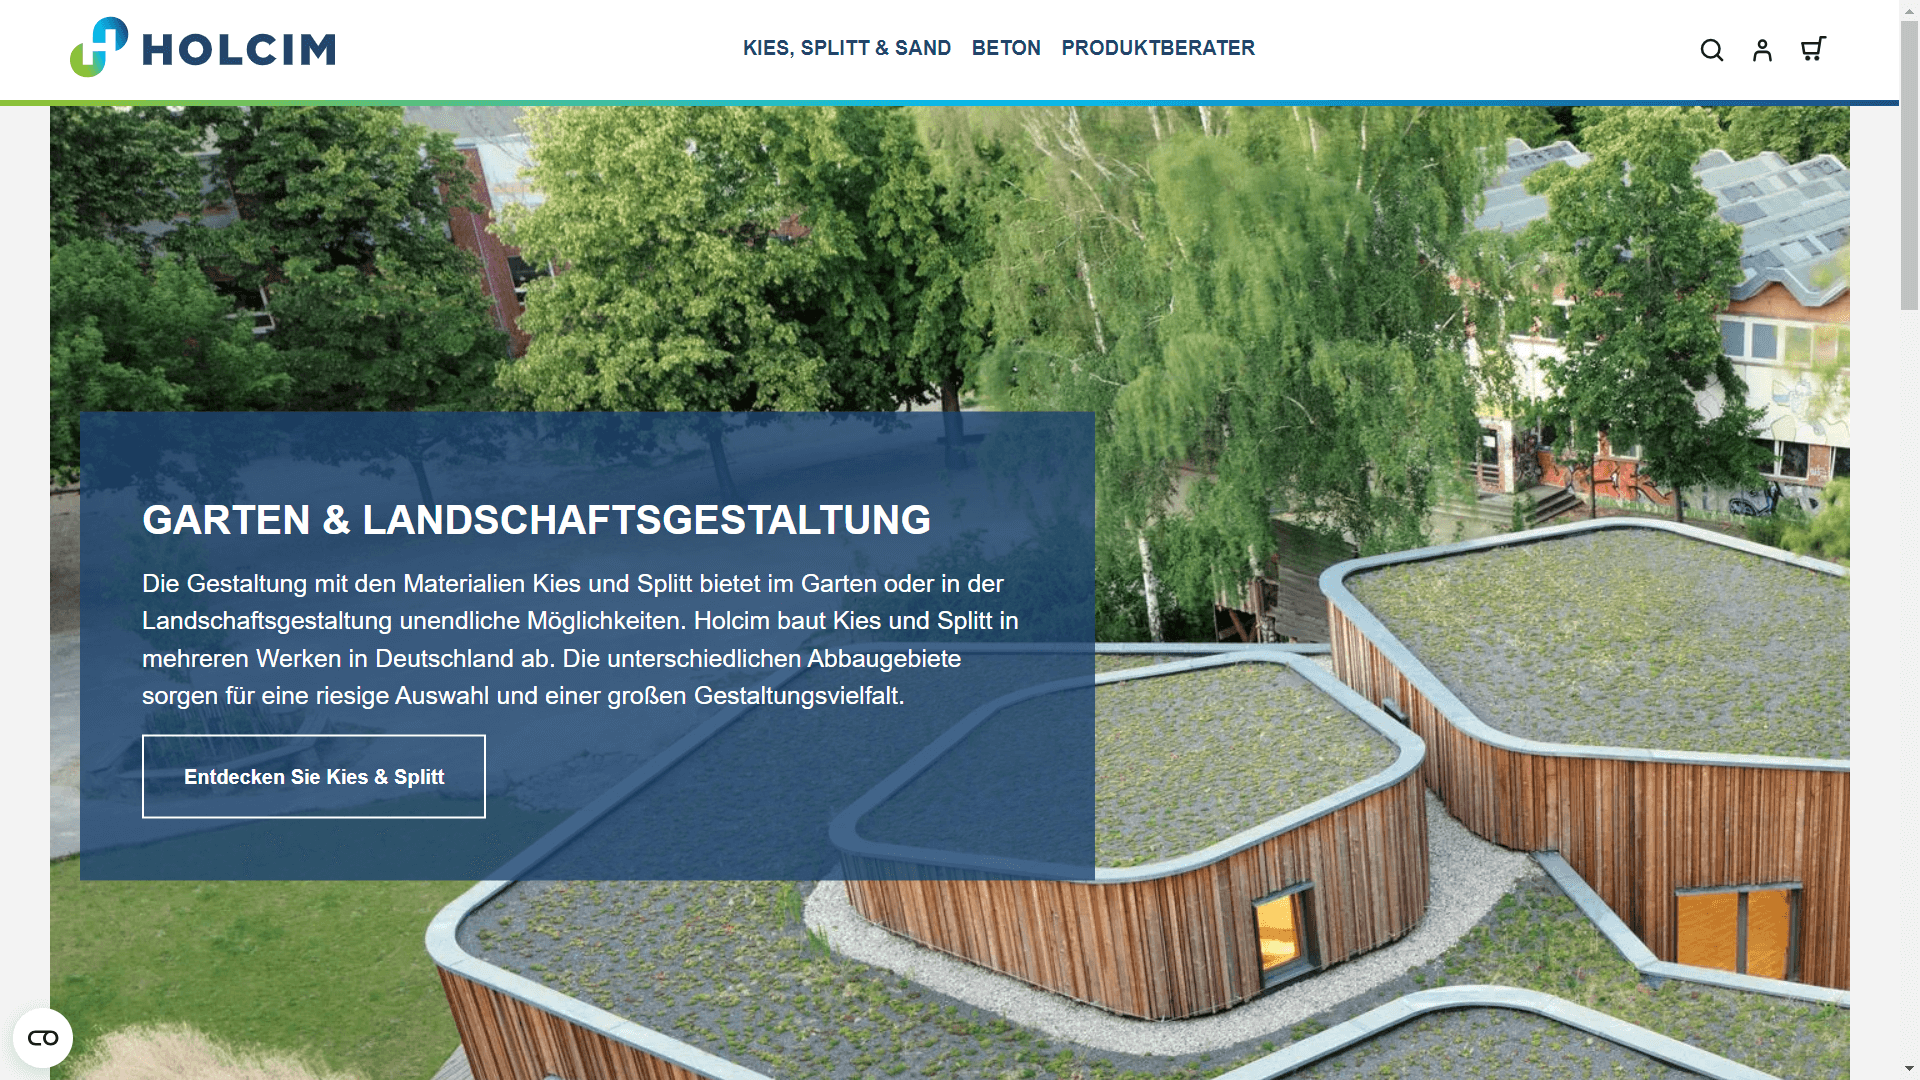 HOLCIM
KIES, SPLITT & SAND BETON PRODUKTBERATER
GARTEN & LANDSCHAFTSGESTALTUNG
Die Gestaltung mit den Materialien Kies und Splitt bietet im Garten oder in der
Landschaftsgestaltung unendliche Möglichkeiten. Holcim baut Kies und Splitt in
mehreren Werken in Deutschland ab. Die unterschiedlichen Abbaugebiete
sorgen für eine riesige Auswahl und einer großen Gestaltungsvielfalt.
Entdecken Sie Kies & Splitt